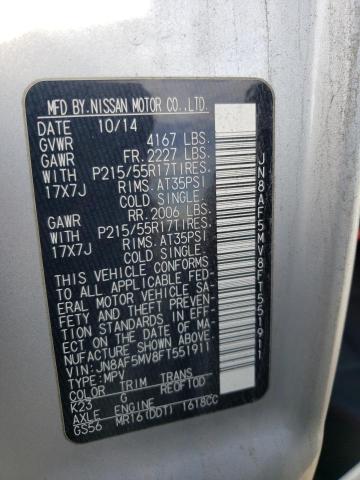 MFD.BY.NISSAN MOTOR CO.,LTD.
DATE 10/14
GVWR 4167 LBS.
GAWR FR. 2227 LBS.
WITH P215/55R17TIRES.
17X7J RIMS.AT35PSI
COLD SINGLE.
GAWR RR. 2006 LBS.
WITH P215/55R17TIRES.
17X7J RIMS.AT35PSI
COLD SINGLE.
THIS VEHICLE CONFORMS
TO ALL APPLICABLE FED-
ERAL MOTOR VEHICLE SA-
FETY AND THEFT PREVEN-
TION STANDARDS IN EFF-
ECT ON THE DATE OF MA-
NUFACTURE SHOWN ABOVE.
VIN:JN8AF5MV8FT551911
TYPE:MPV
COLOR TRIM TRANS
K23 G RE0F10D
AXLE ENGINE
GS56 MR16(DDT) 1618CC
JN8AF5MV8FT551911